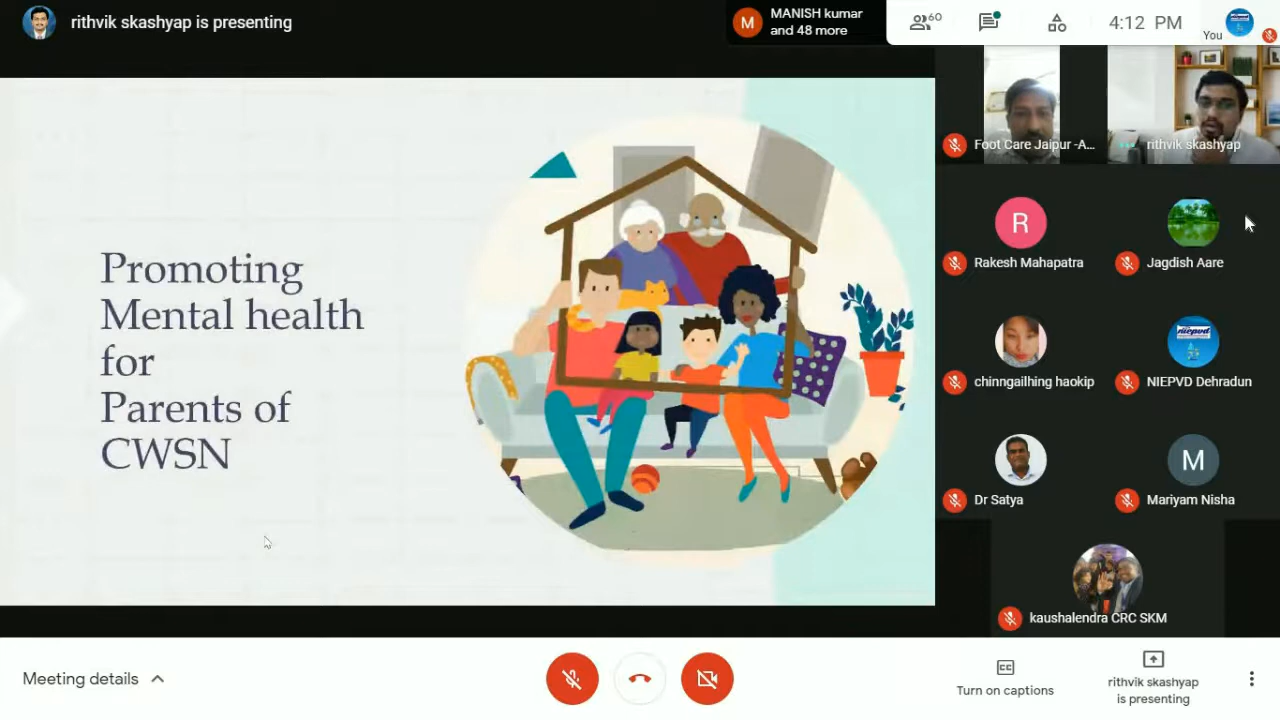 rithvik skashyap is presenting
MANISH kumar
and 48 more
60
4:12 PM
You
Promoting
Mental health
for
Parents of
CWSN
Foot Care Jaipur -A...
rithvik skashyap
R
Rakesh Mahapatra
Jagdish Aare
chinngailhing haokip
niepvd
NIEPVD Dehradun
Dr Satya
M
Mariyam Nisha
kaushalendra CRC SKM
Meeting details
CC
Turn on captions
rithvik skashyap
is presenting